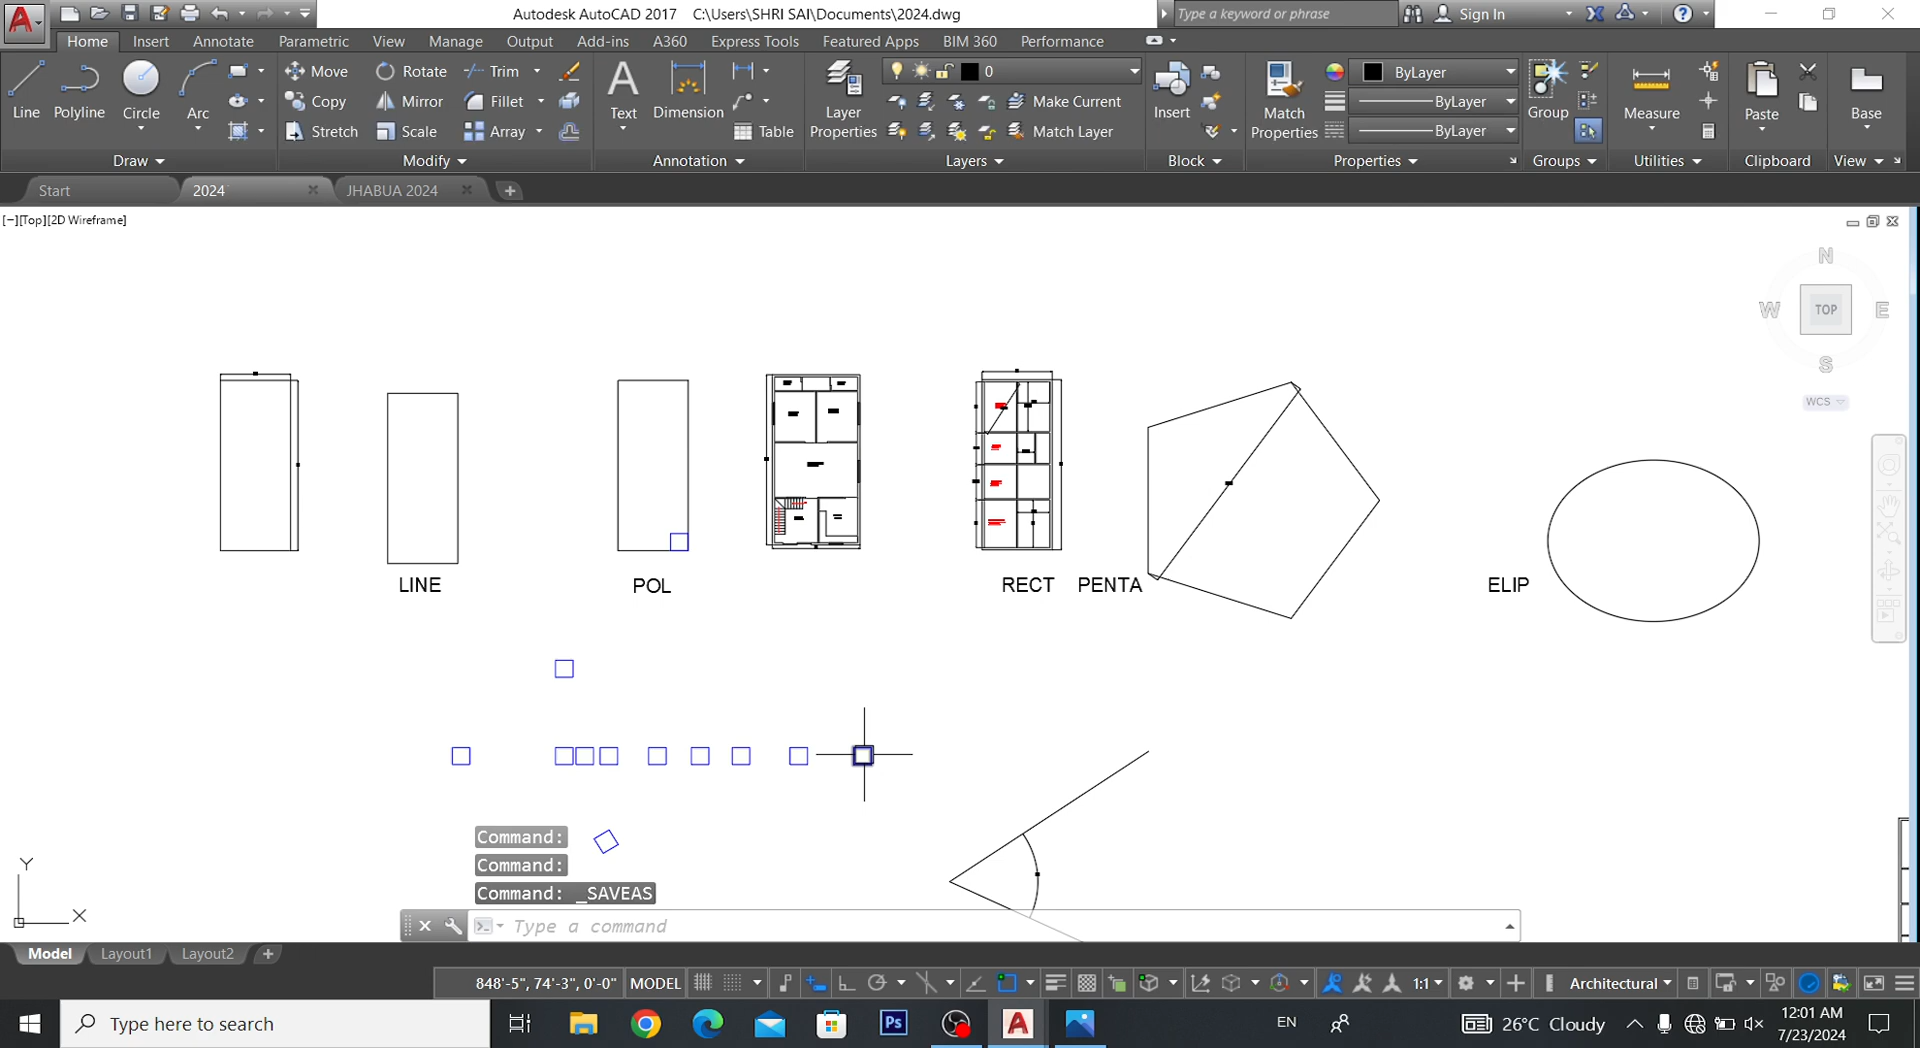 Autodesk AutoCAD 2017 C:\Users\SHRI SAI\Documents\2024.dwg
Type a keyword or phrase
Sign In
Home Insert Annotate Parametric View Manage Output Add-ins A360 Express Tools Featured Apps BIM 360 Performance
Line Polyline Circle Arc
Move Rotate Trim
Copy Mirror Fillet
Stretch Scale Array
Text Dimension Table
Layer Properties
0
Make Current
Match Layer
Insert
Match Properties
ByLayer
ByLayer
ByLayer
Group
Measure
Paste
Base
Draw Modify Annotation Layers Block Properties Groups Utilities Clipboard View
Start 2024 JHABUA 2024
[−][Top][2D Wireframe]
N
W TOP E
S
WCS
LINE POL RECT PENTA ELIP
Command:
Command:
Command: _SAVEAS
Y
X
Type a command
Model Layout1 Layout2
848'-5", 74'-3", 0'-0" MODEL 1:1 Architectural
Type here to search
Ps
EN
26°C Cloudy
12:01 AM
7/23/2024